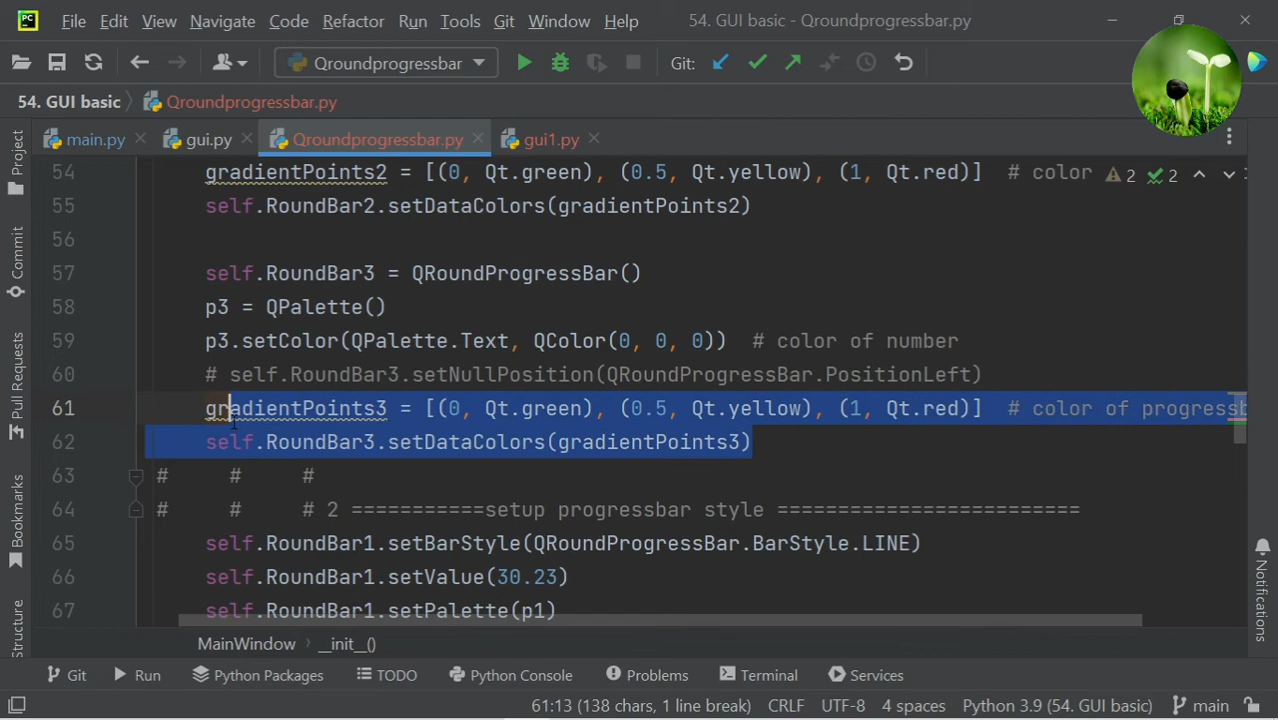 PC File Edit View Navigate Code Refactor Run Tools Git Window Help 54. GUI basic - Qroundprogressbar.py
Qroundprogressbar Git:
54. GUI basic Qroundprogressbar.py
main.py gui.py Qroundprogressbar.py gui1.py
Project
Commit
Pull Requests
Bookmarks
Structure
54 gradientPoints2 = [(0, Qt.green), (0.5, Qt.yellow), (1, Qt.red)] # color 2 2
55 self.RoundBar2.setDataColors(gradientPoints2)
56
57 self.RoundBar3 = QRoundProgressBar()
58 p3 = QPalette()
59 p3.setColor(QPalette.Text, QColor(0, 0, 0)) # color of number
60 # self.RoundBar3.setNullPosition(QRoundProgressBar.PositionLeft)
61 gradientPoints3 = [(0, Qt.green), (0.5, Qt.yellow), (1, Qt.red)] # color of progressb
62 self.RoundBar3.setDataColors(gradientPoints3)
63 # # #
64 # # # 2 ===========setup progressbar style =========================
65 self.RoundBar1.setBarStyle(QRoundProgressBar.BarStyle.LINE)
66 self.RoundBar1.setValue(30.23)
67 self.RoundBar1.setPalette(p1)
Notifications
MainWindow __init__()
Git Run Python Packages TODO Python Console Problems Terminal Services
61:13 (138 chars, 1 line break) CRLF UTF-8 4 spaces Python 3.9 (54. GUI basic) main